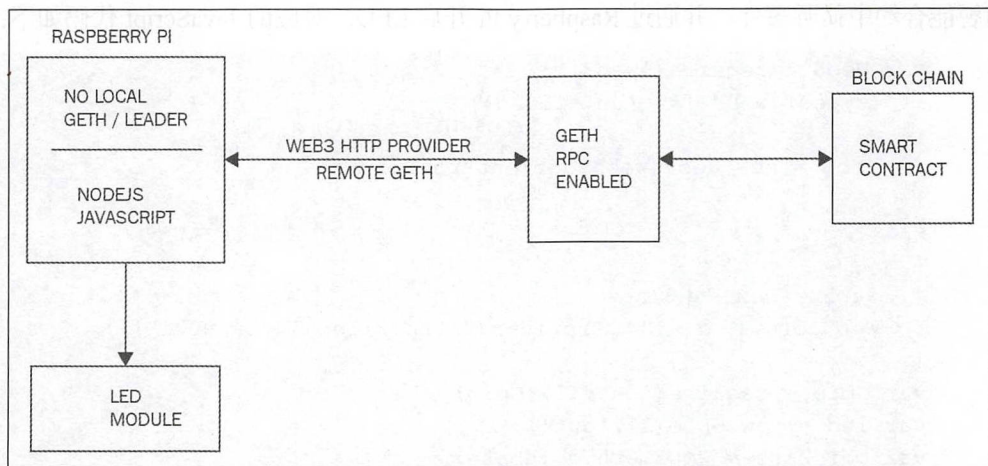 RASPBERRY PI
NO LOCAL
GETH / LEADER
NODEJS
JAVASCRIPT
WEB3 HTTP PROVIDER
REMOTE GETH
GETH
RPC
ENABLED
BLOCK CHAIN
SMART
CONTRACT
LED
MODULE